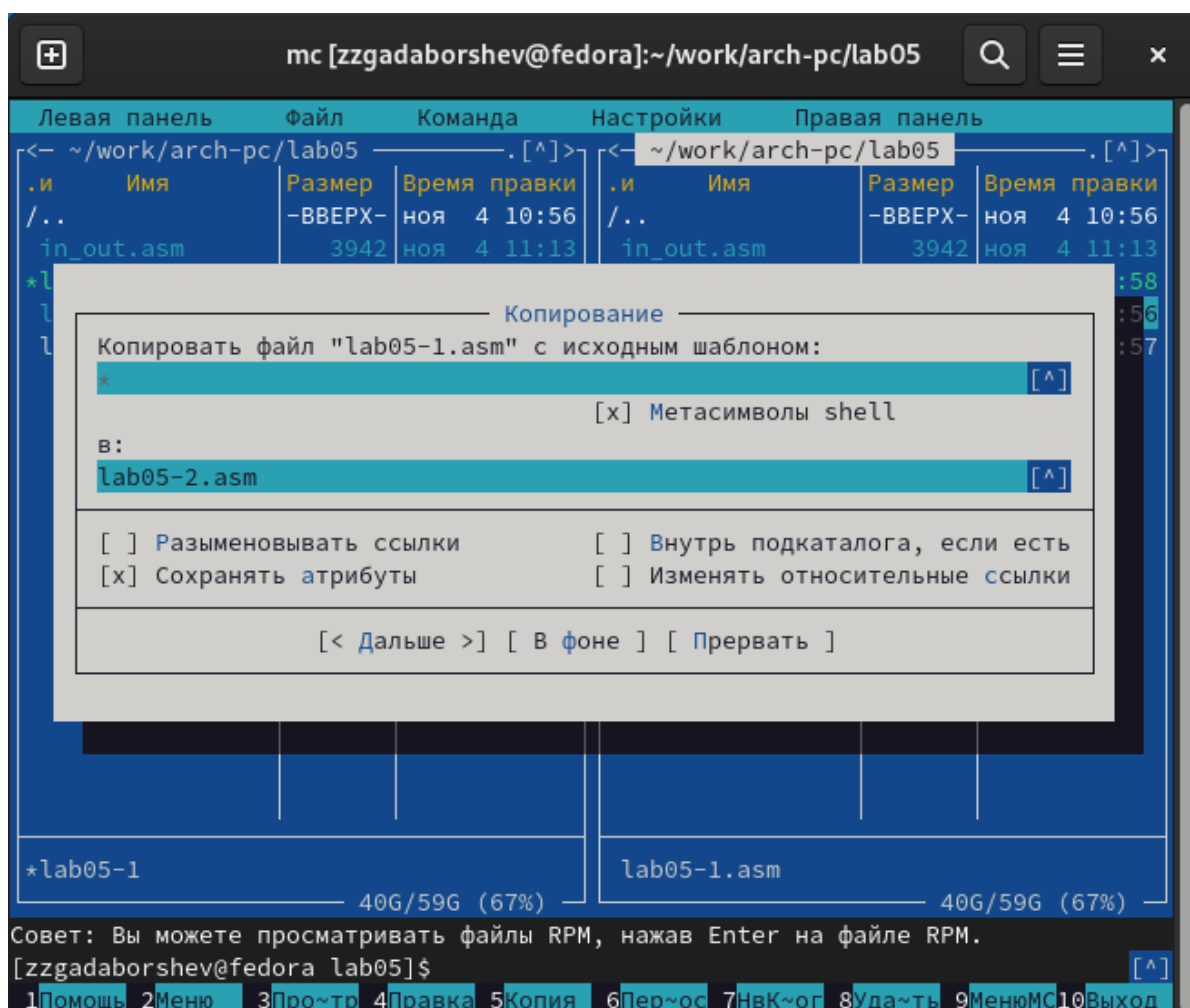 mc [zzgadaborshev@fedora]:~/work/arch-pc/lab05
Левая панель Файл Команда Настройки Правая панель
<— ~/work/arch-pc/lab05 —.[^]> <— ~/work/arch-pc/lab05 —.[^]>
.и Имя Размер Время правки .и Имя Размер Время правки
/.. -ВВЕРХ- ноя 4 10:56 /.. -ВВЕРХ- ноя 4 10:56
in_out.asm 3942 ноя 4 11:13 in_out.asm 3942 ноя 4 11:13
*l :58
l Копирование :56
l Копировать файл "lab05-1.asm" с исходным шаблоном: :57
* [^]
[x] Метасимволы shell
в:
lab05-2.asm [^]
[ ] Разыменовывать ссылки [ ] Внутрь подкаталога, если есть
[x] Сохранять атрибуты [ ] Изменять относительные ссылки
[< Дальше >] [ В фоне ] [ Прервать ]
*lab05-1 lab05-1.asm
40G/59G (67%) 40G/59G (67%)
Совет: Вы можете просматривать файлы RPM, нажав Enter на файле RPM.
[zzgadaborshev@fedora lab05]$ [^]
1Помощь 2Меню 3Про~тр 4Правка 5Копия 6Пер~ос 7НвК~ог 8Уда~ть 9МенюMC 10Выход